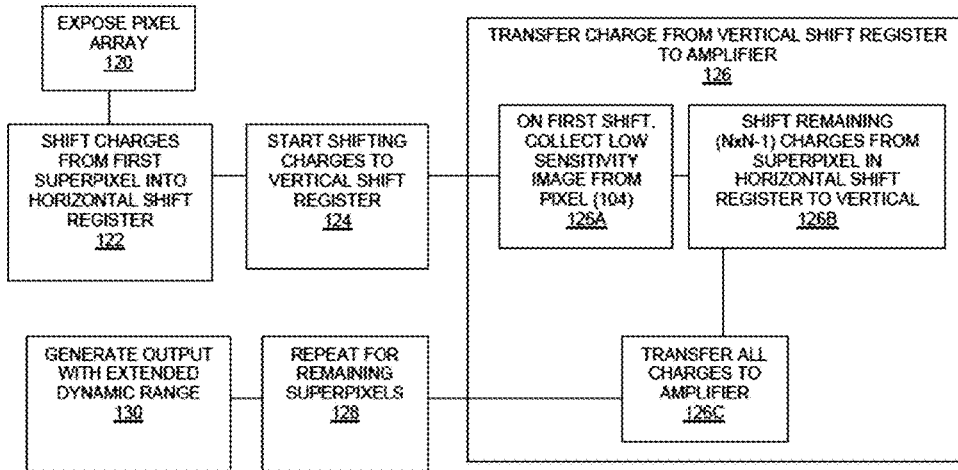 EXPOSE PIXEL
ARRAY
120
SHIFT CHARGES
FROM FIRST
SUPERPIXEL INTO
HORIZONTAL SHIFT
REGISTER
122
START SHIFTING
CHARGES TO
VERTICAL SHIFT
REGISTER
124
TRANSFER CHARGE FROM VERTICAL SHIFT REGISTER
TO AMPLIFIER
126
ON FIRST SHIFT,
COLLECT LOW
SENSITIVITY
IMAGE FROM
PIXEL (104)
126A
SHIFT REMAINING
(NxN-1) CHARGES FROM
SUPERPIXEL IN
HORIZONTAL SHIFT
REGISTER TO VERTICAL
126B
TRANSFER ALL
CHARGES TO
AMPLIFIER
126C
REPEAT FOR
REMAINING
SUPERPIXELS
128
GENERATE OUTPUT
WITH EXTENDED
DYNAMIC RANGE
130